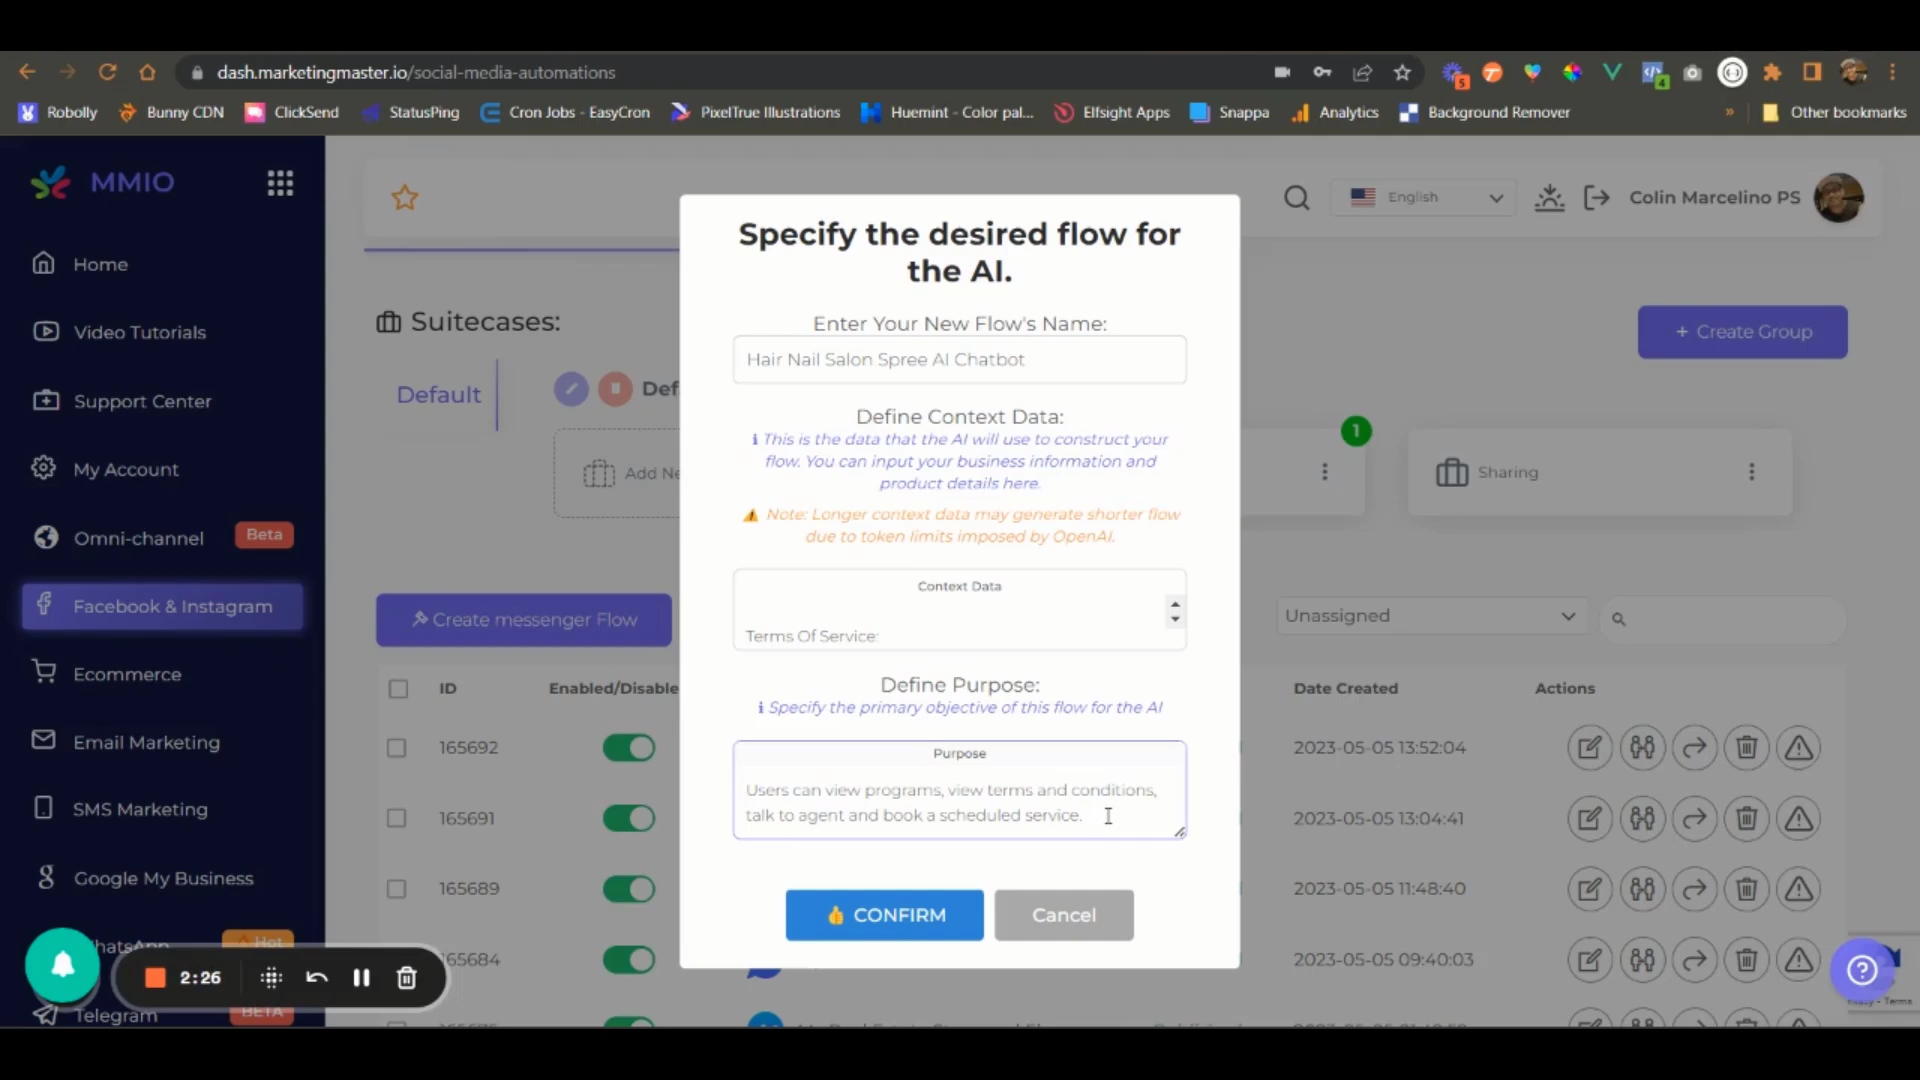 dash.marketingmaster.io/social-media-automations
5
4
Robolly
Bunny CDN
ClickSend
StatusPing
Cron Jobs - EasyCron
PixelTrue Illustrations
Huemint - Color pal...
Elfsight Apps
Snappa
Analytics
Background Remover
»
Other bookmarks
MMIO
Home
Video Tutorials
Support Center
My Account
Omni-channel
Beta
Facebook & Instagram
Ecommerce
Email Marketing
SMS Marketing
Google My Business
Hot
2:26
Telegram
BETA
English
Colin Marcelino PS
Suitecases:
+ Create Group
Default
1
Sharing
Create messenger Flow
Unassigned
ID
Enabled/Disable
Date Created
Actions
165692
2023-05-05 13:52:04
165691
2023-05-05 13:04:41
165689
2023-05-05 11:48:40
65684
2023-05-05 09:40:03
Specify the desired flow for
the AI.
Enter Your New Flow's Name:
Hair Nail Salon Spree AI Chatbot
Define Context Data:
This is the data that the AI will use to construct your
flow. You can input your business information and
product details here.
Note: Longer context data may generate shorter flow
due to token limits imposed by OpenAI.
Context Data
Terms Of Service:
Define Purpose:
Specify the primary objective of this flow for the AI
Purpose
Users can view programs, view terms and conditions,
talk to agent and book a scheduled service.
CONFIRM
Cancel
- Terms